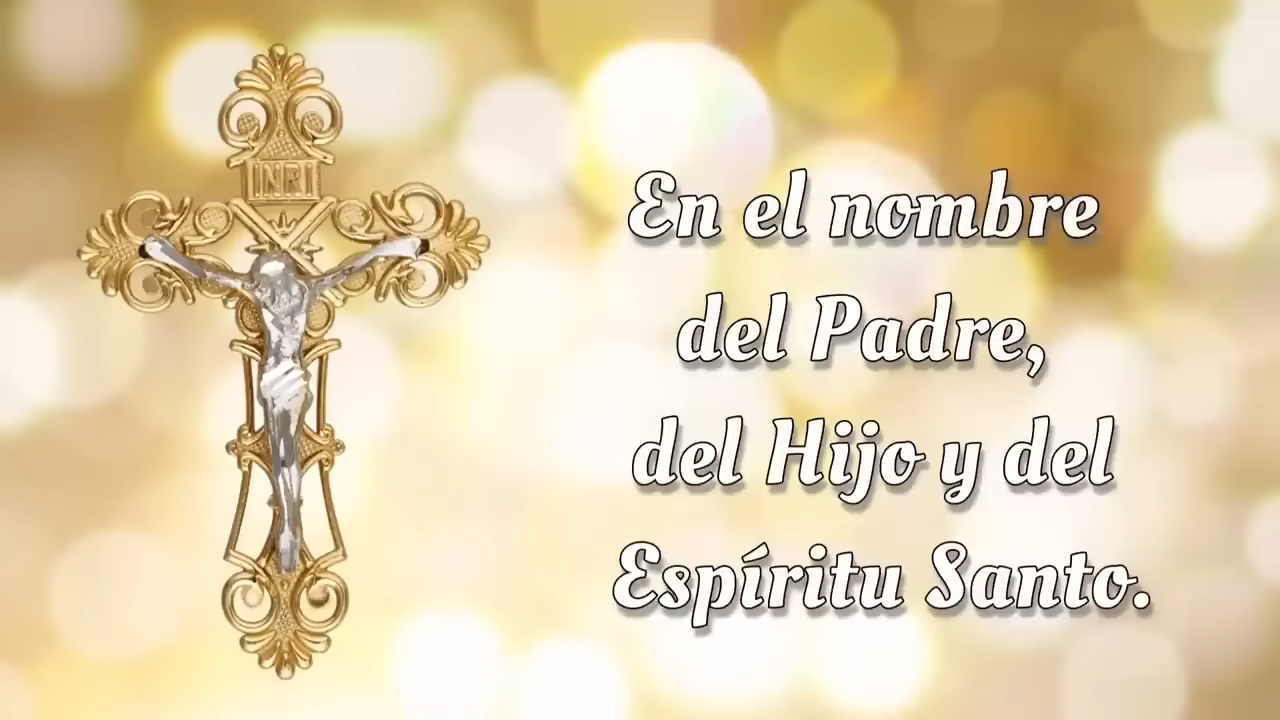 INRI
En el nombre
del Padre,
del Hijo y del
Espíritu Santo.